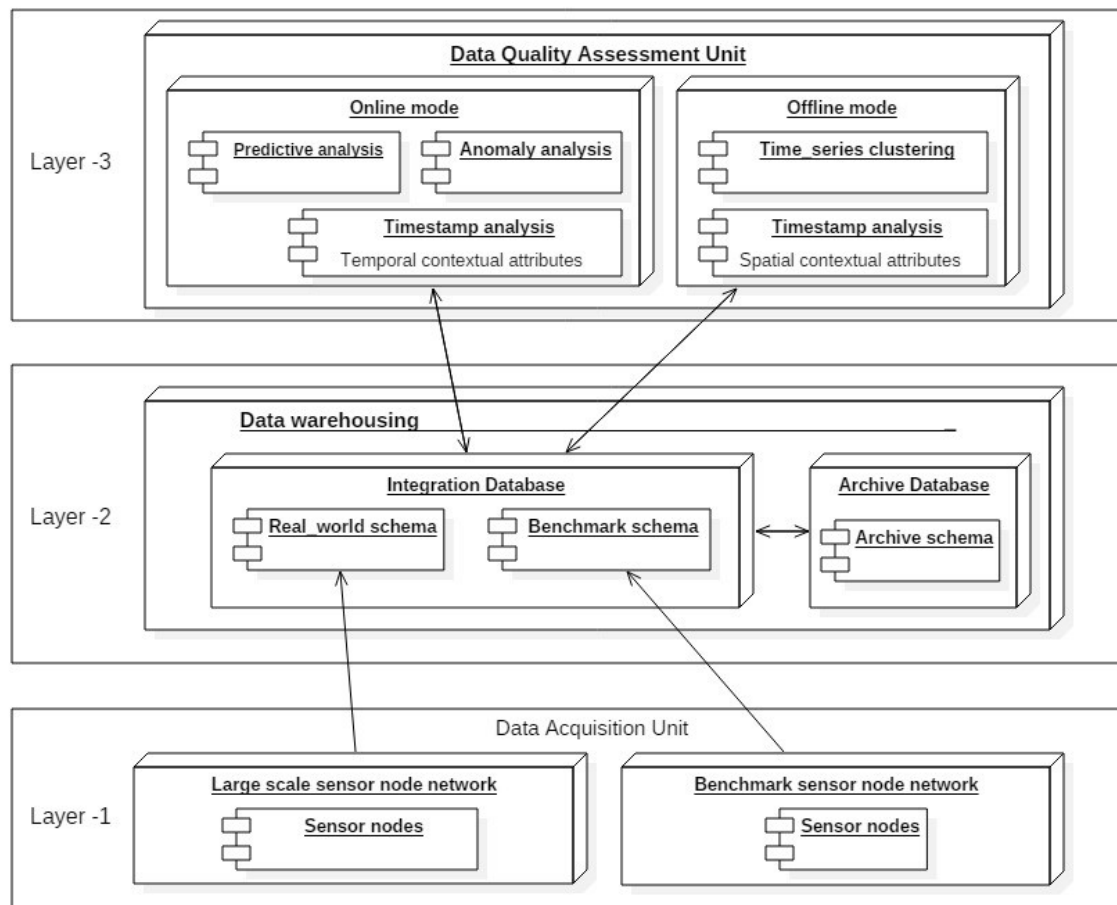 Data Quality Assessment Unit
Online mode
Offline mode
Layer -3
Predictive analysis
Anomaly analysis
Time_series clustering
Timestamp analysis
Temporal contextual attributes
Timestamp analysis
Spatial contextual attributes
Data warehousing
Integration Database
Archive Database
Layer -2
Real_world schema
Benchmark schema
Archive schema
Data Acquisition Unit
Large scale sensor node network
Benchmark sensor node network
Layer -1
Sensor nodes
Sensor nodes